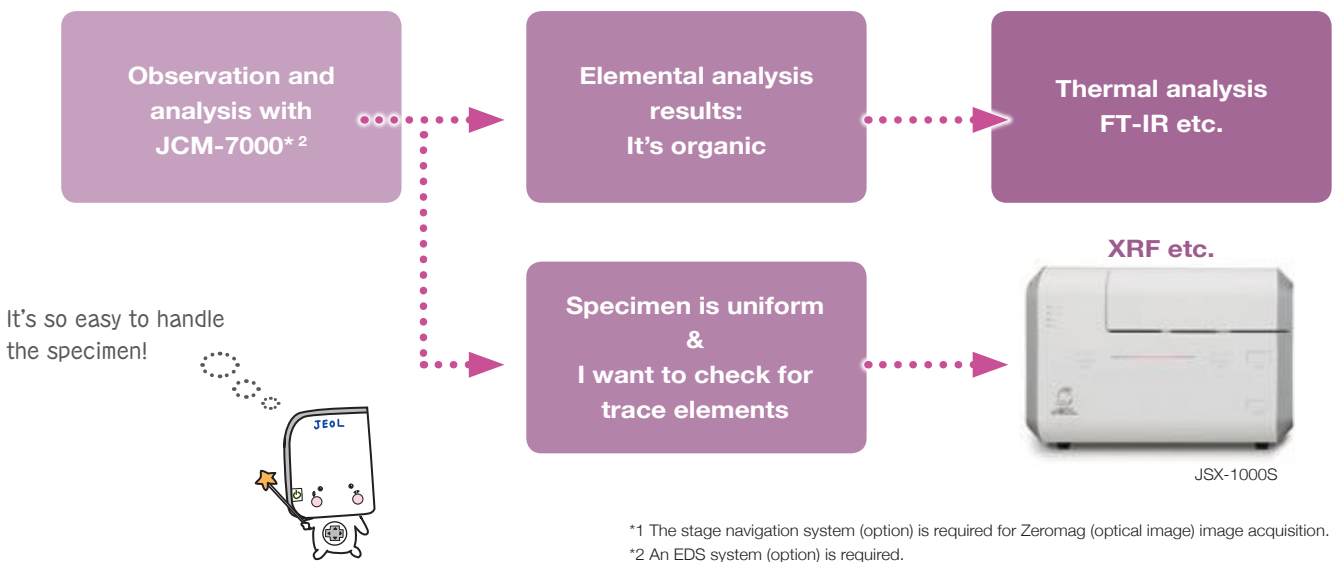 Observation and
analysis with
JCM-7000*2
Elemental analysis
results:
It's organic
Thermal analysis
FT-IR etc.
XRF etc.
Specimen is uniform
&
I want to check for
trace elements
It's so easy to handle
the specimen!
JEOL
JSX-1000S
*1 The stage navigation system (option) is required for Zeromag (optical image) image acquisition.
*2 An EDS system (option) is required.